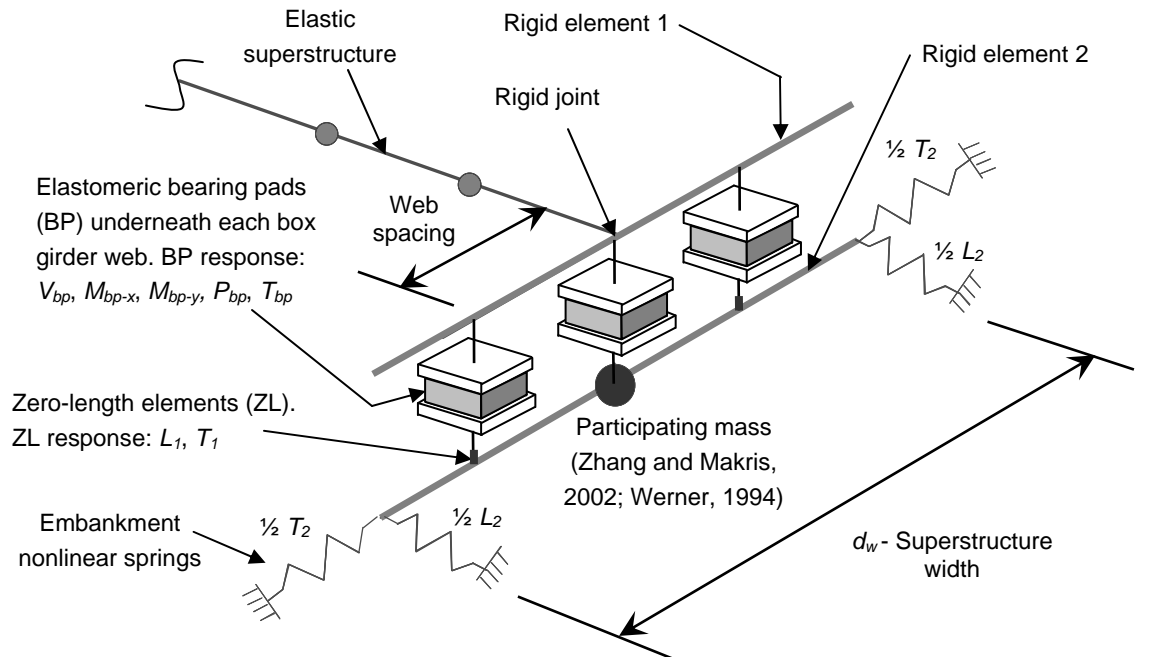 Elastic
superstructure
Rigid element 1
Rigid element 2
Rigid joint
½ T2
½ L2
Elastomeric bearing pads
(BP) underneath each box
girder web. BP response:
Vbp, Mbp-x, Mbp-y, Pbp, Tbp
Web
spacing
Zero-length elements (ZL).
ZL response: L1, T1
Participating mass
(Zhang and Makris,
2002; Werner, 1994)
Embankment
nonlinear springs
½ T2
½ L2
dw - Superstructure
width